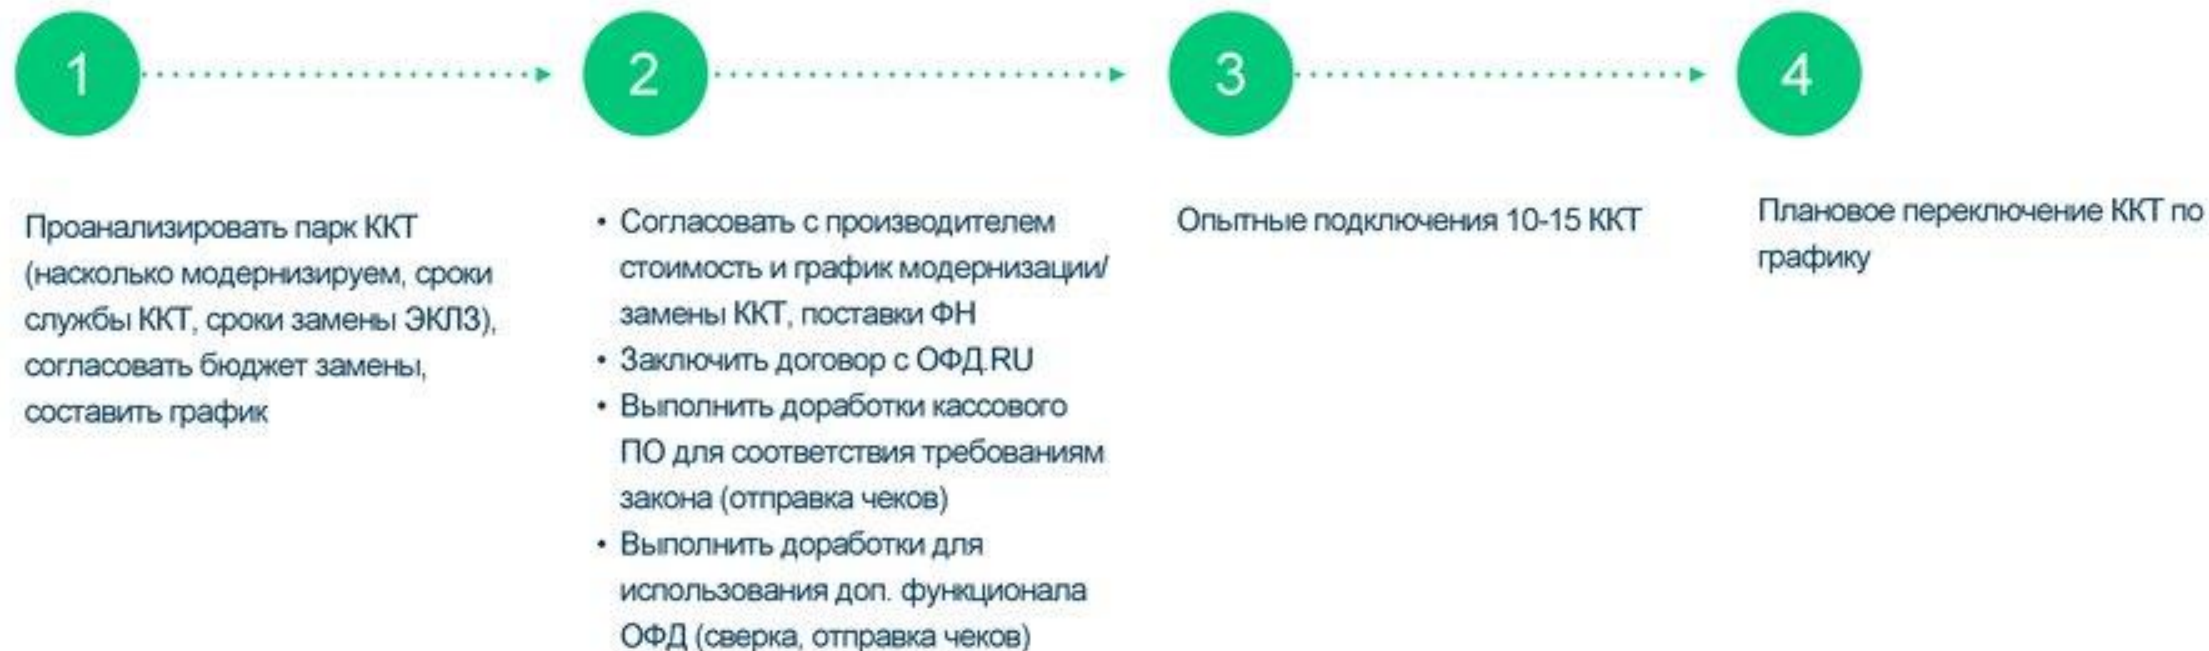 1
2
3
4
Проанализировать парк ККТ
(насколько модернизируем, сроки
службы ККТ, сроки замены ЭКЛЗ),
согласовать бюджет замены,
составить график
• Согласовать с производителем
стоимость и график модернизации/
замены ККТ, поставки ФН
• Заключить договор с ОФД.RU
• Выполнить доработки кассового
ПО для соответствия требованиям
закона (отправка чеков)
• Выполнить доработки для
использования доп. функционала
ОФД (сверка, отправка чеков)
Опытные подключения 10-15 ККТ
Плановое переключение ККТ по
графику